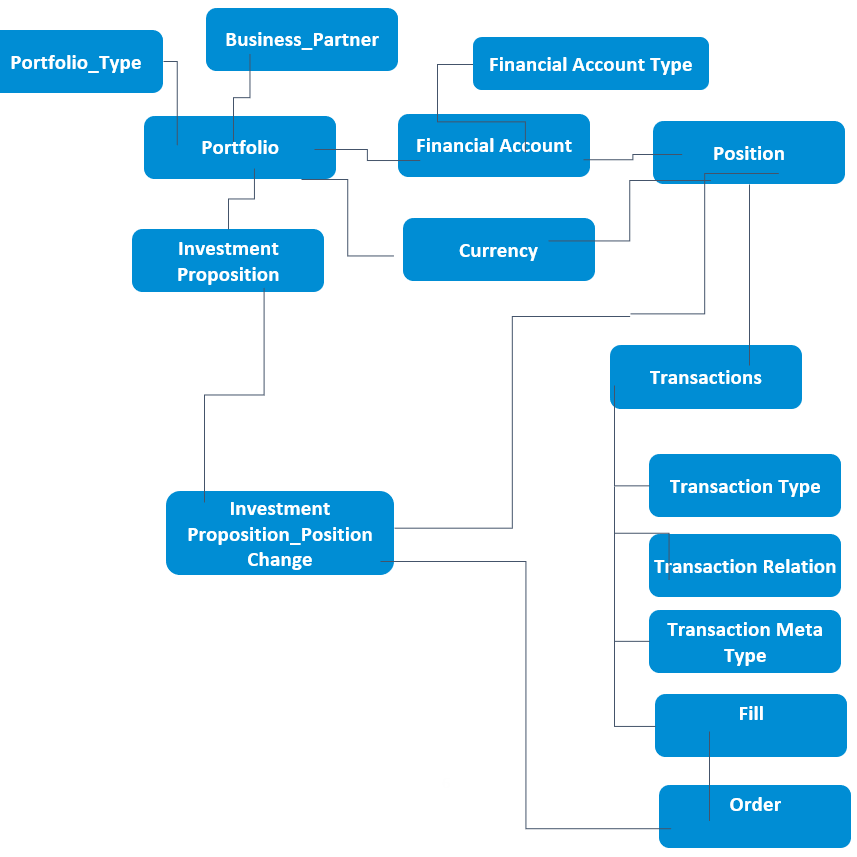 Business_Partner
Portfolio_Type
Financial Account Type
Portfolio
Financial Account
Position
Investment
Proposition
Currency
Transactions
Transaction Type
Investment
Proposition_Position
Change
Transaction Relation
Transaction Meta
Type
Fill
Order